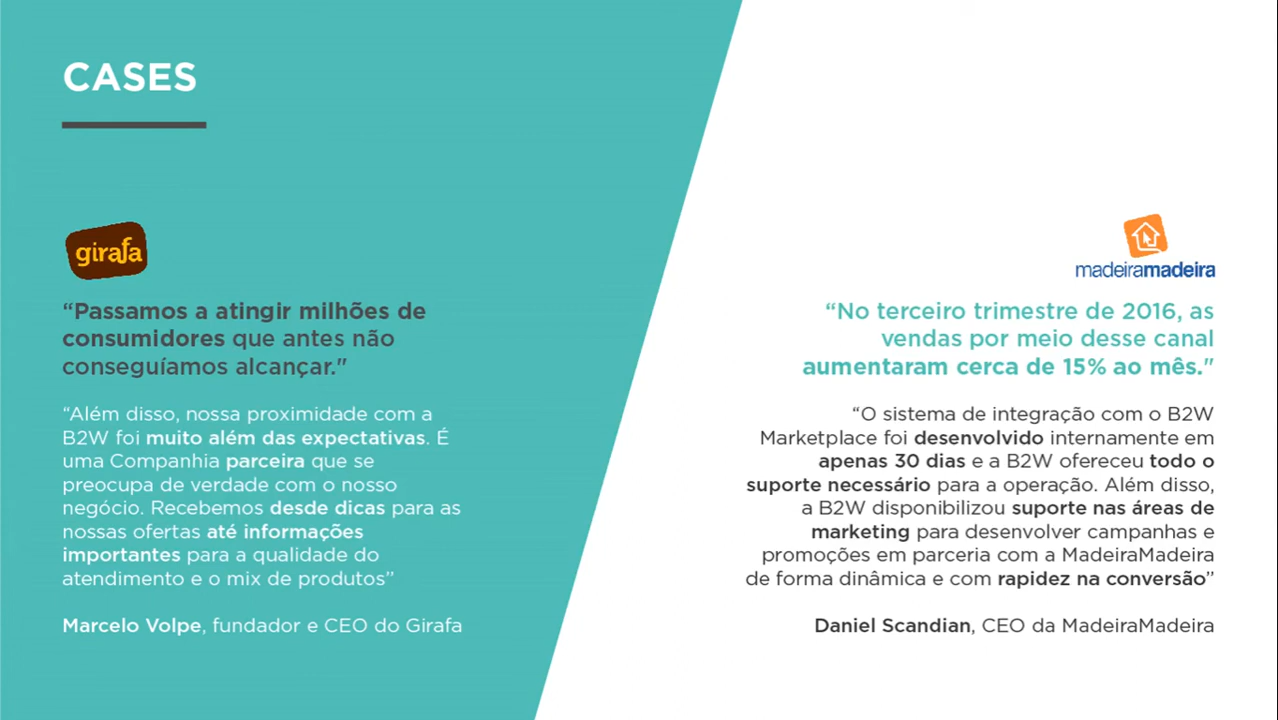 CASES
girafa
“Passamos a atingir milhões de
consumidores que antes não
conseguíamos alcançar."
“Além disso, nossa proximidade com a
B2W foi muito além das expectativas. É
uma Companhia parceira que se
preocupa de verdade com o nosso
negócio. Recebemos desde dicas para as
nossas ofertas até informações
importantes para a qualidade do
atendimento e o mix de produtos”
Marcelo Volpe, fundador e CEO do Girafa
madeiramadeira
“No terceiro trimestre de 2016, as
vendas por meio desse canal
aumentaram cerca de 15% ao mês."
“O sistema de integração com o B2W
Marketplace foi desenvolvido internamente em
apenas 30 dias e a B2W ofereceu todo o
suporte necessário para a operação. Além disso,
a B2W disponibilizou suporte nas áreas de
marketing para desenvolver campanhas e
promoções em parceria com a MadeiraMadeira
de forma dinâmica e com rapidez na conversão”
Daniel Scandian, CEO da MadeiraMadeira